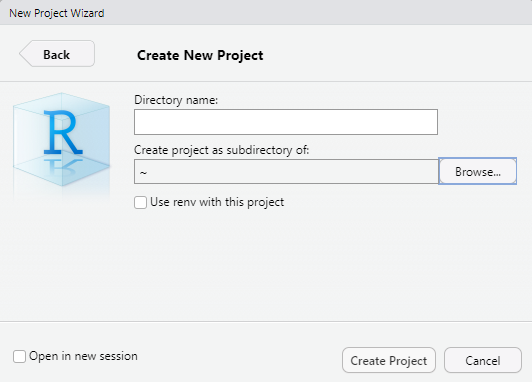 New Project Wizard
Back
Create New Project
R
Directory name:
Create project as subdirectory of:
~
Browse...
Use renv with this project
Open in new session
Create Project
Cancel